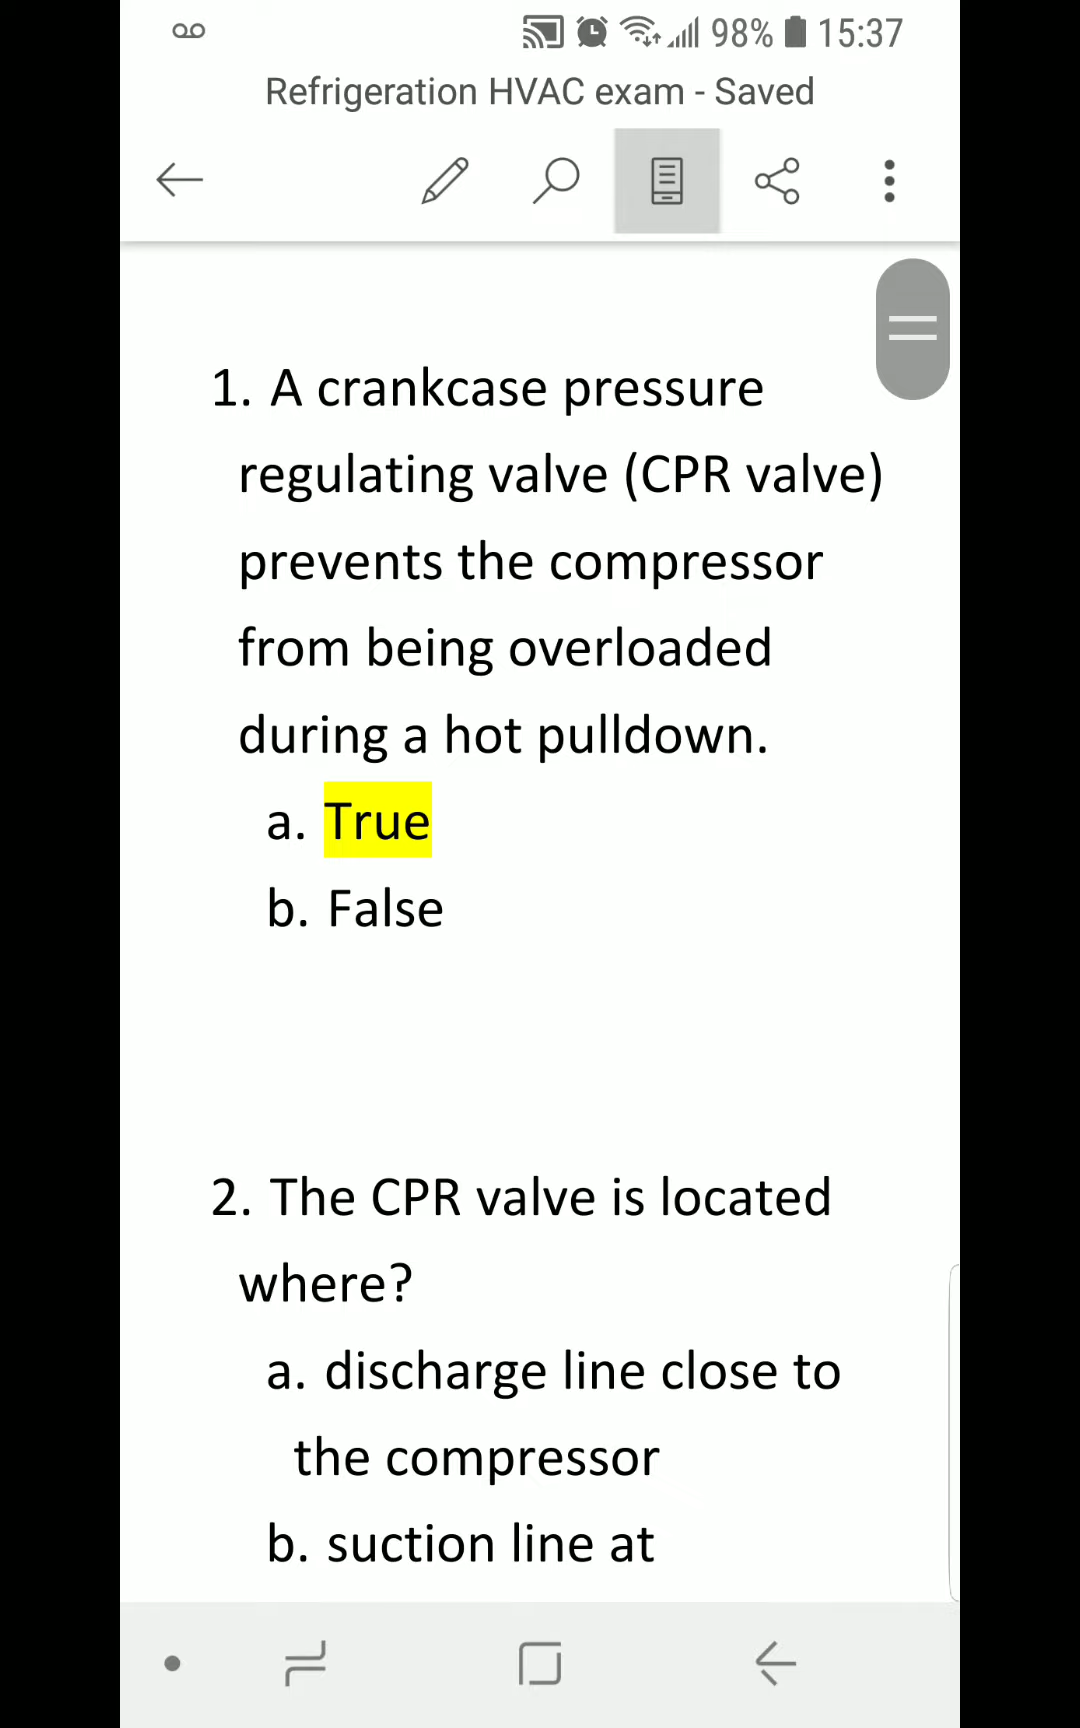 98% 15:37
Refrigeration HVAC exam - Saved
1. A crankcase pressure
regulating valve (CPR valve)
prevents the compressor
from being overloaded
during a hot pulldown.
a. True
b. False
2. The CPR valve is located
where?
a. discharge line close to
the compressor
b. suction line at